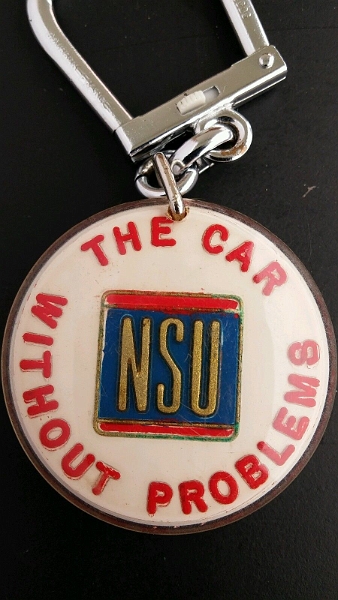 THE CAR
WITHOUT PROBLEMS
NSU